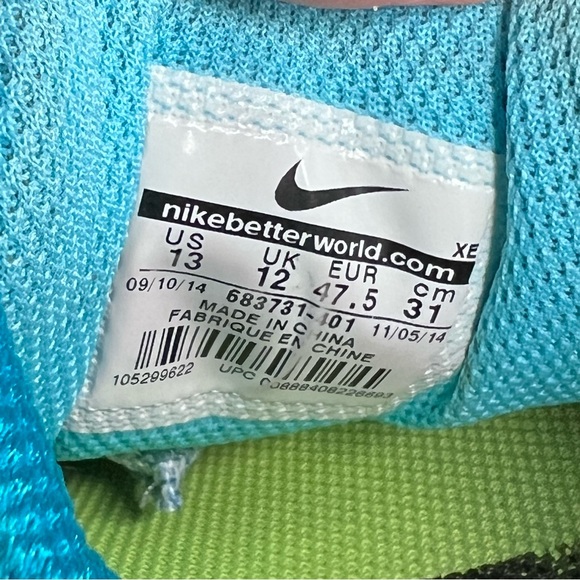 nikebetterworld.com
XE
US UK EUR cm
13 12 47.5 31
09/10/14 683731-401 11/05/14
MADE IN CHINA
FABRIQUE EN CHINE
105299622
UPC 00888408226693